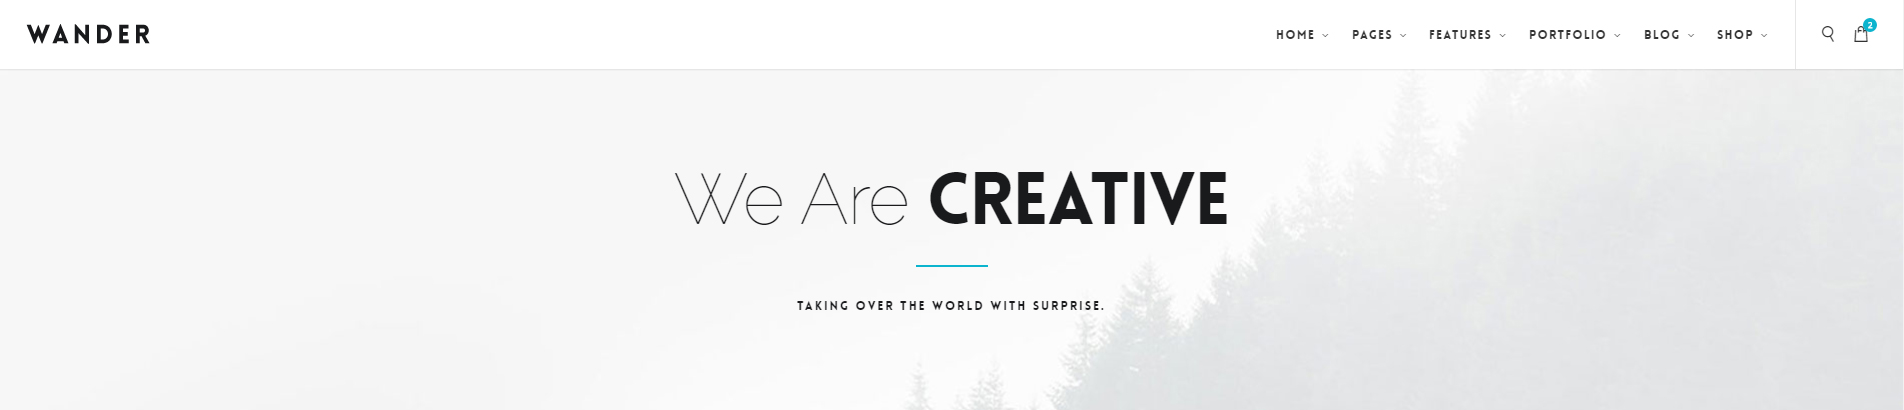 WANDER
HOME PAGES FEATURES PORTFOLIO BLOG SHOP 2
We Are CREATIVE
TAKING OVER THE WORLD WITH SURPRISE.